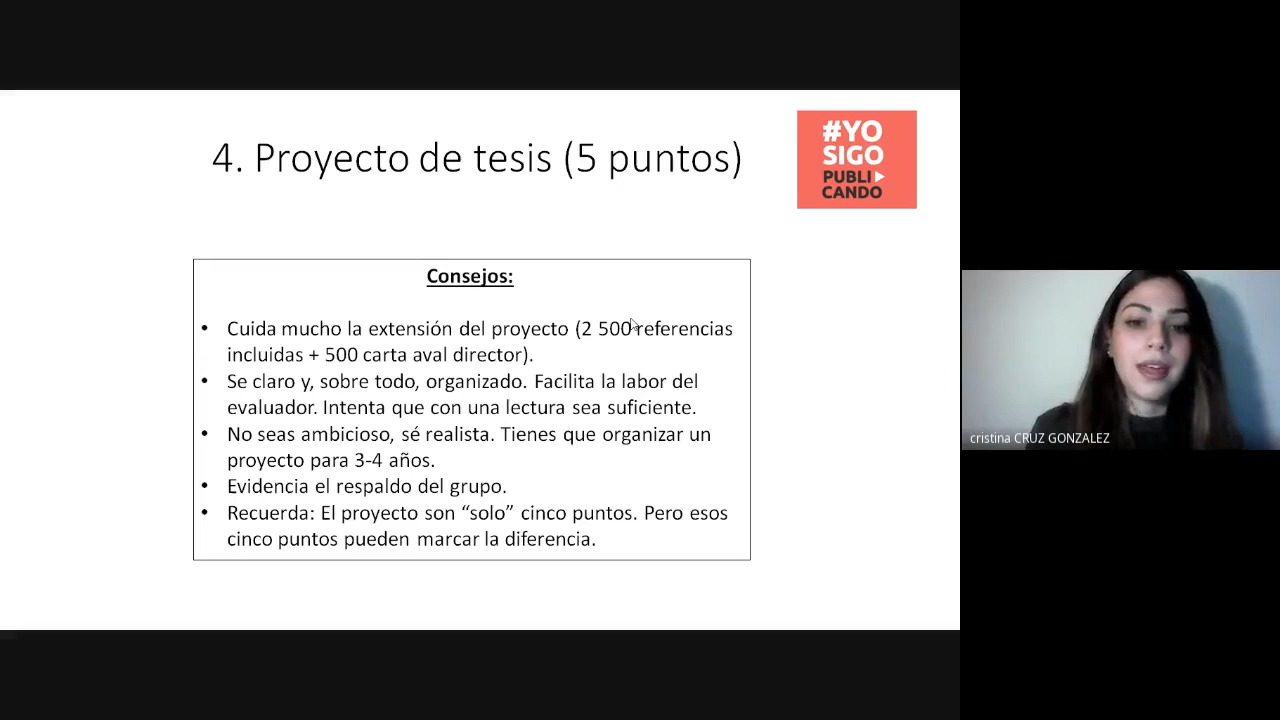 4. Proyecto de tesis (5 puntos)
#YO
SIGO
PUBLI
CANDO
Consejos:
• Cuida mucho la extensión del proyecto (2 500 referencias
incluidas + 500 carta aval director).
• Se claro y, sobre todo, organizado. Facilita la labor del
evaluador. Intenta que con una lectura sea suficiente.
• No seas ambicioso, sé realista. Tienes que organizar un
proyecto para 3-4 años.
• Evidencia el respaldo del grupo.
• Recuerda: El proyecto son “solo” cinco puntos. Pero esos
cinco puntos pueden marcar la diferencia.
cristina CRUZ GONZALEZ